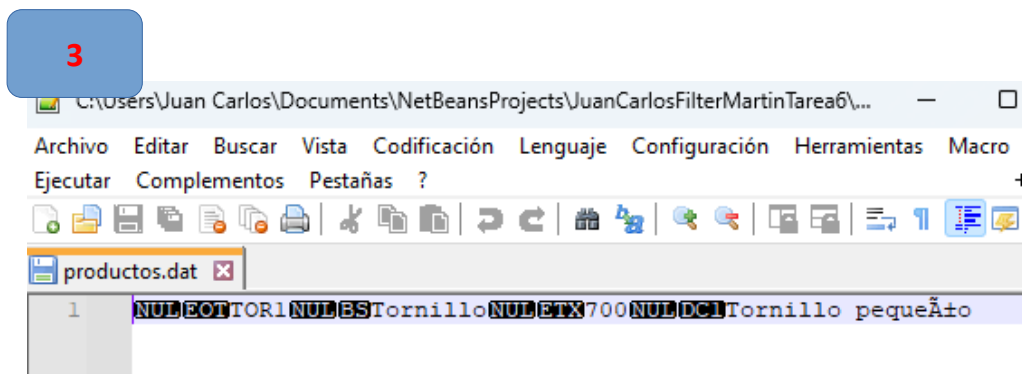 3
C:\Users\Juan Carlos\Documents\NetBeansProjects\JuanCarlosFilterMartinTarea6\...
Archivo Editar Buscar Vista Codificación Lenguaje Configuración Herramientas Macro
Ejecutar Complementos Pestañas ?
productos.dat
1 NULEOTTOR1NULBSTornilloNULETX700NULDC1Tornillo pequeÃ±o